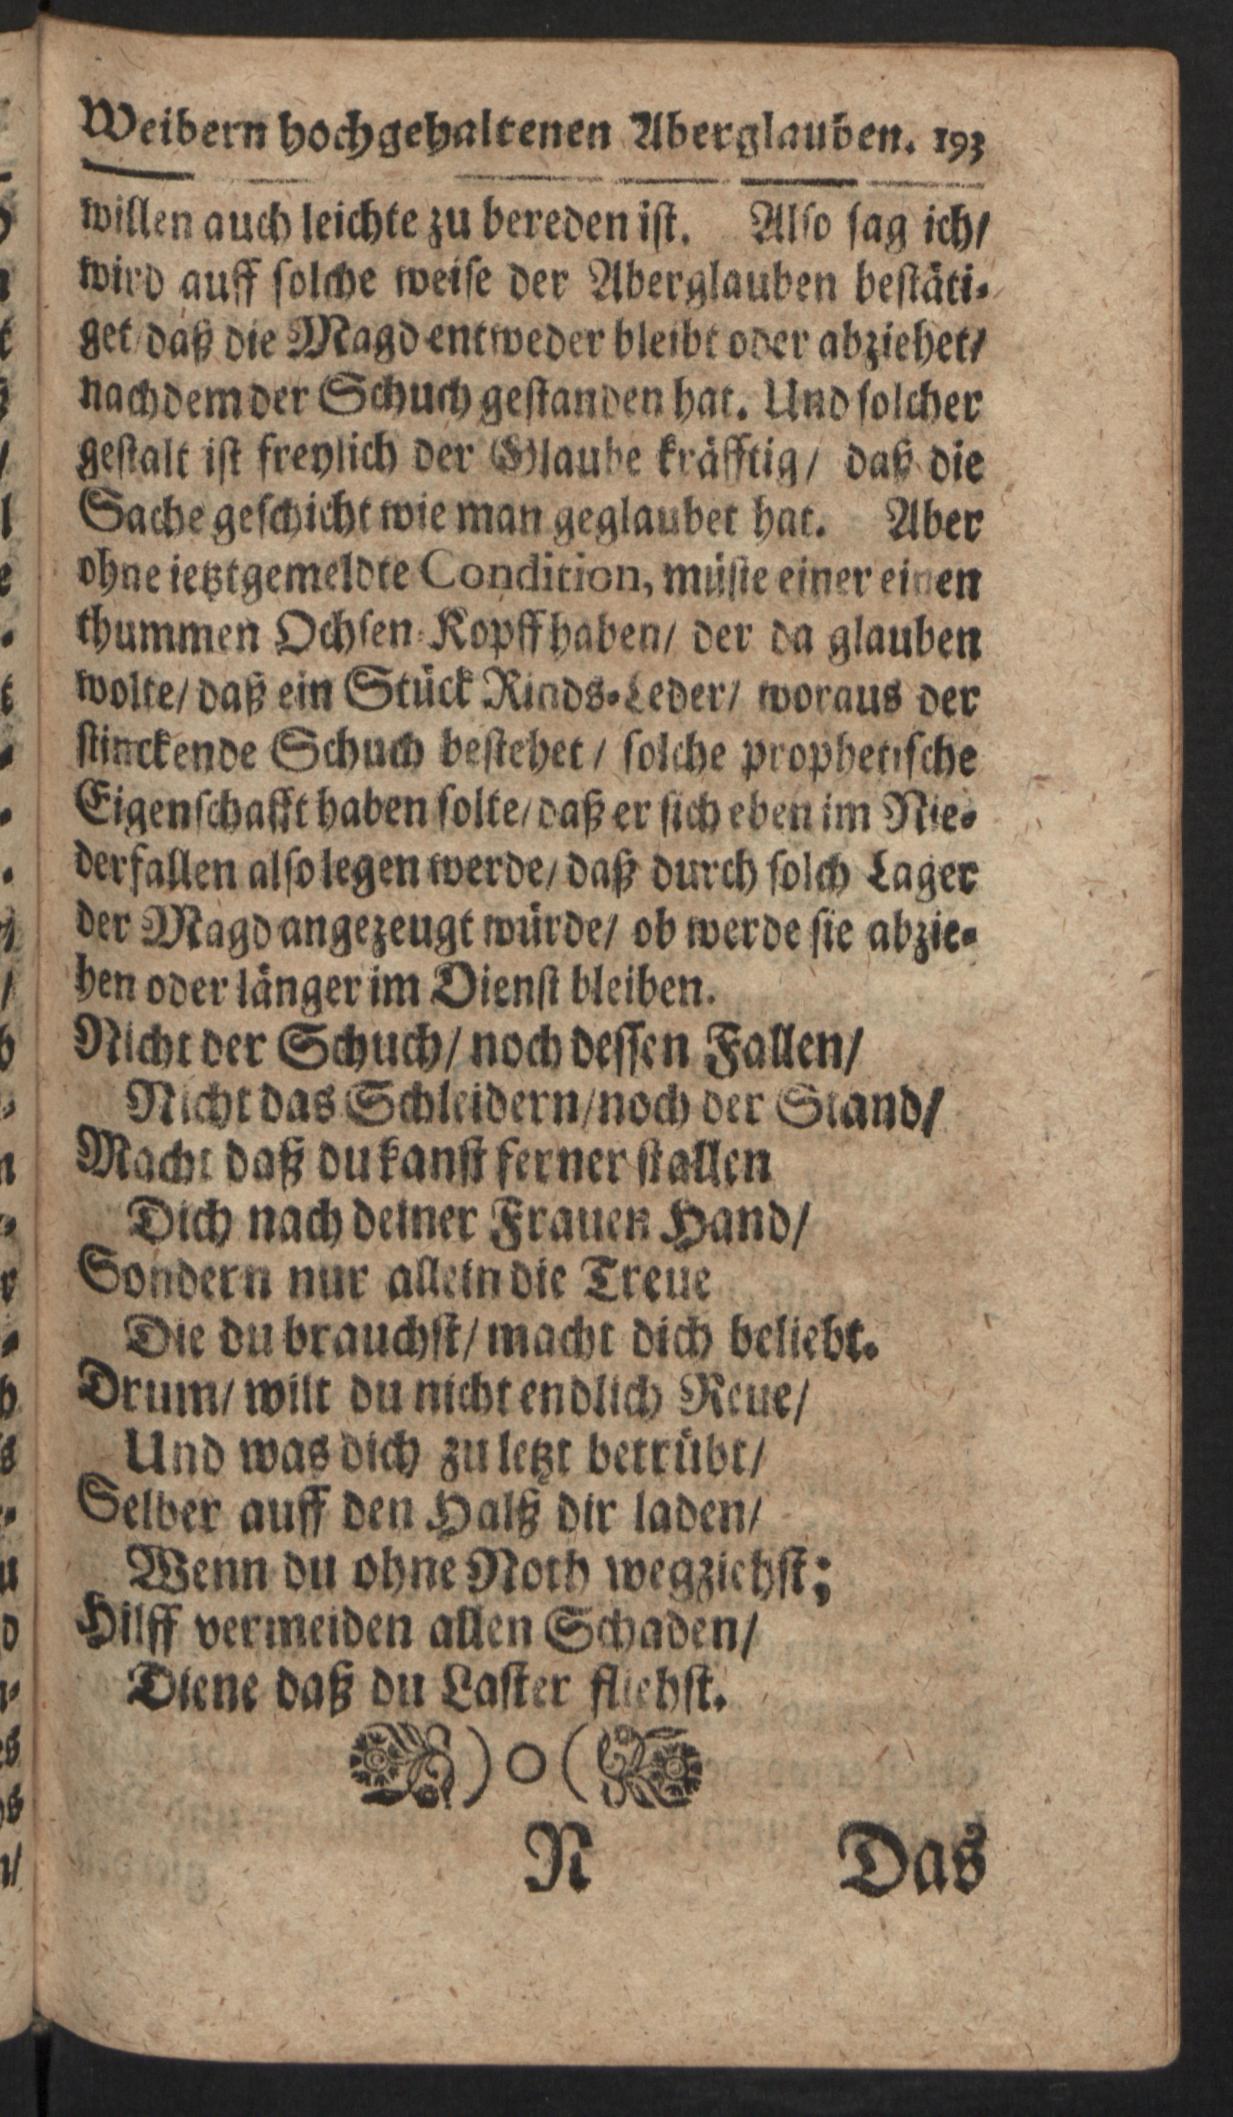 Weibern hochgehaltenen Aberglauben. 193
willen auch leichte zu bereden ist. Also sag ich/
wird auff solche weise der Aberglauben bestäti-
get/daß die Magd entweder bleibt oder abziehet/
nachdem der Schuch gestanden hat. Und solcher
gestalt ist freylich der Glaube kräfftig/ daß die
Sache geschicht wie man geglaubet hat. Aber
ohne ietztgemeldte Condition, müste einer einen
thummen Ochsen-Kopff haben/ der da glauben
wolte/ daß ein Stück Rinds-Leder/ woraus der
stinckende Schuch bestehet/ solche prophetische
Eigenschafft haben solte/ daß er sich eben im Nie-
derfallen also legen werde/ daß durch solch Lager
der Magd angezeugt würde/ ob werde sie abzie-
hen oder länger im Dienst bleiben.
Nicht der Schuch/ noch dessen Fallen/
Nicht das Schleidern/noch der Stand/
Macht daß du kanst ferner stallen
Dich nach deiner Frauen Hand/
Sondern nur allein die Treue
Die du brauchst/ macht dich beliebt.
Drum/ wilt du nicht endlich Reue/
Und was dich zu letzt betrübt/
Selber auff den Halß dir laden/
Wenn du ohne Noth wegziehst;
Hilff vermeiden allen Schaden/
Diene daß du Laster fliehst.
)o(
N Das